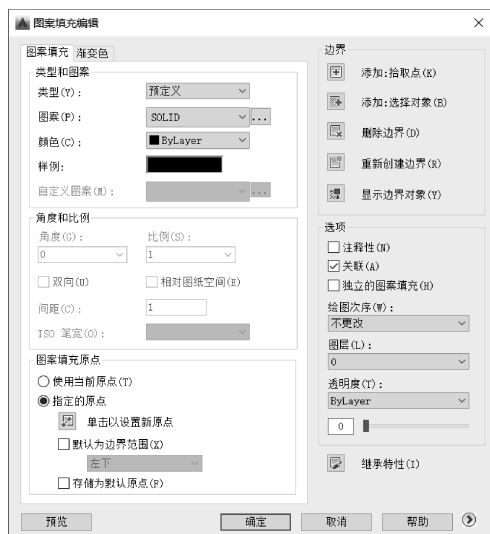 图案填充编辑
图案填充 渐变色
类型和图案
类型(Y): 预定义
图案(P): SOLID ...
颜色(C): ByLayer
样例:
自定义图案(M): ...
角度和比例
角度(G): 比例(S):
0 1
双向(U) 相对图纸空间(E)
间距(C): 1
ISO 笔宽(O):
图案填充原点
使用当前原点(T)
指定的原点
单击以设置新原点
默认为边界范围(X)
左下
存储为默认原点(F)
边界
添加:拾取点(K)
添加:选择对象(B)
删除边界(D)
重新创建边界(R)
显示边界对象(Y)
选项
注释性(N)
关联(A)
独立的图案填充(H)
绘图次序(W):
不更改
图层(L):
0
透明度(T):
ByLayer
0
继承特性(I)
预览 确定 取消 帮助